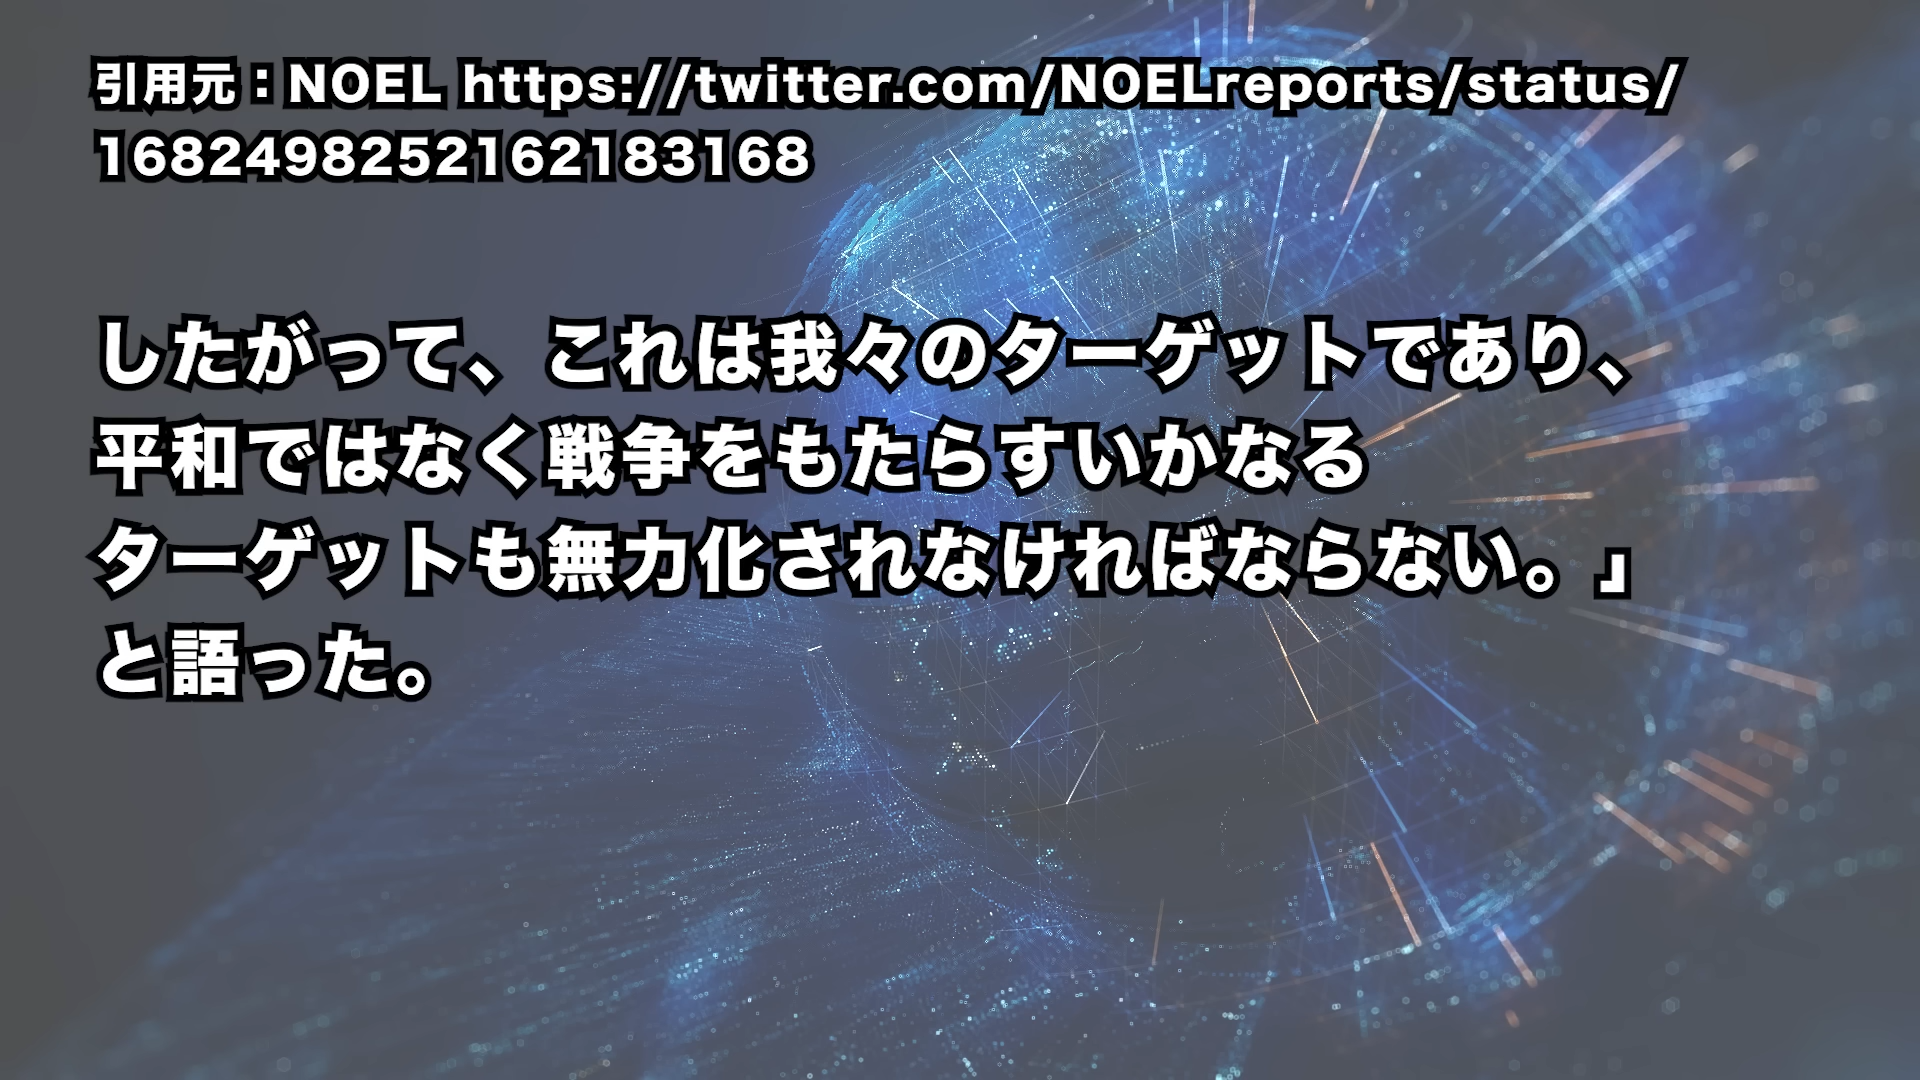 引用元：NOEL https://twitter.com/NOELreports/status/
1682498252162183168
したがって、これは我々のターゲットであり、
平和ではなく戦争をもたらすいかなる
ターゲットも無力化されなければならない。」
と語った。